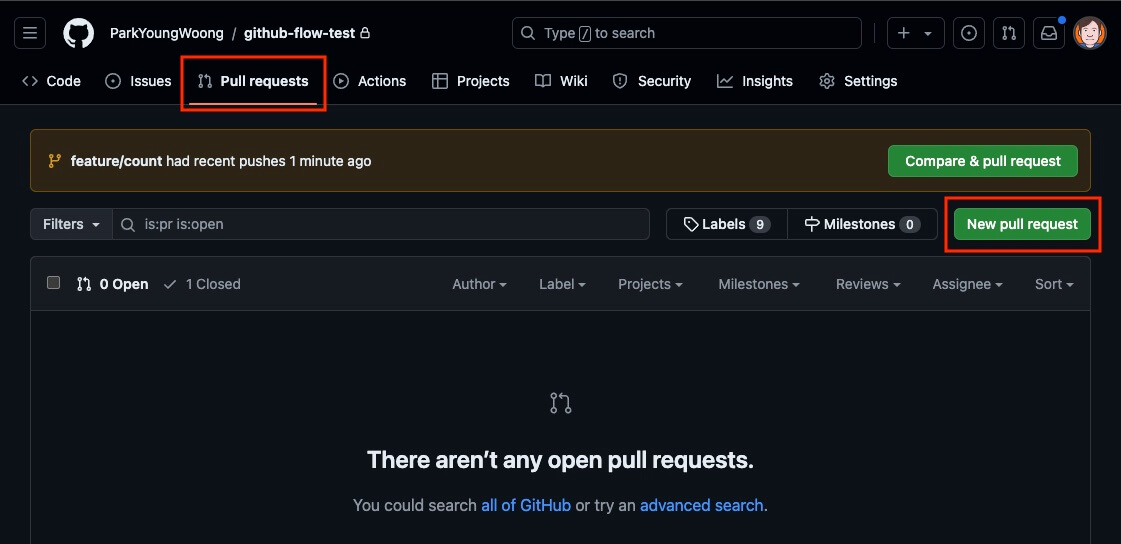 ParkYoungWoong / github-flow-test Type / to search
Code Issues Pull requests Actions Projects Wiki Security Insights Settings
feature/count had recent pushes 1 minute ago Compare & pull request
Filters is:pr is:open Labels 9 Milestones 0 New pull request
0 Open 1 Closed Author Label Projects Milestones Reviews Assignee Sort
There aren’t any open pull requests.
You could search all of GitHub or try an advanced search.